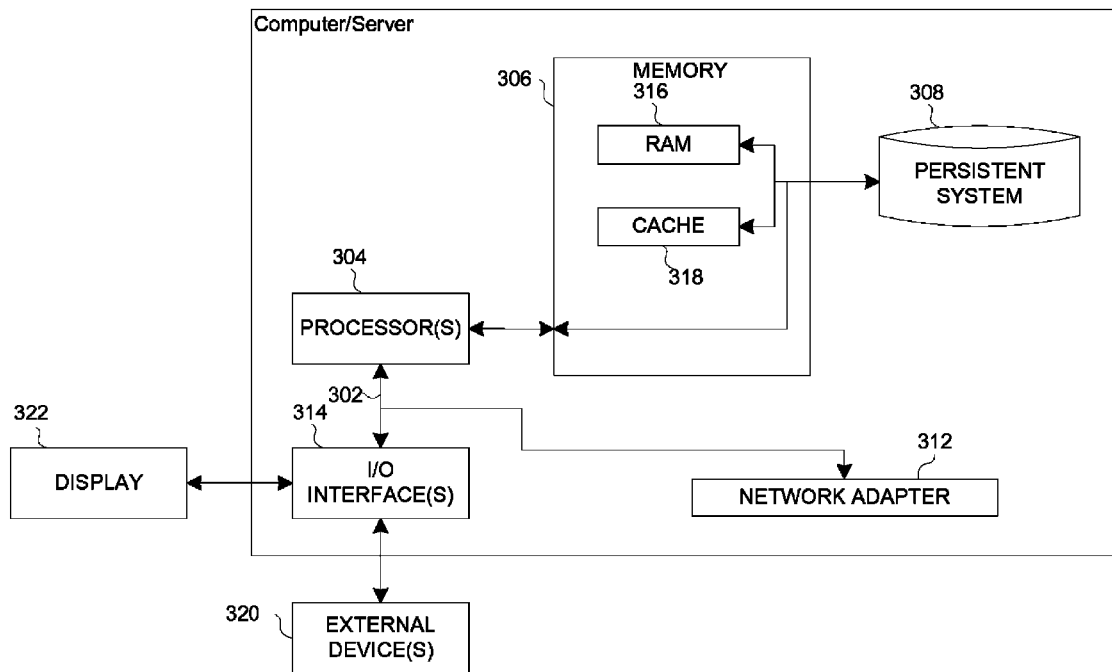 Computer/Server
MEMORY
306
316
308
RAM
PERSISTENT
SYSTEM
CACHE
318
304
PROCESSOR(S)
302
322
314
312
DISPLAY
I/O
INTERFACE(S)
NETWORK ADAPTER
320
EXTERNAL
DEVICE(S)